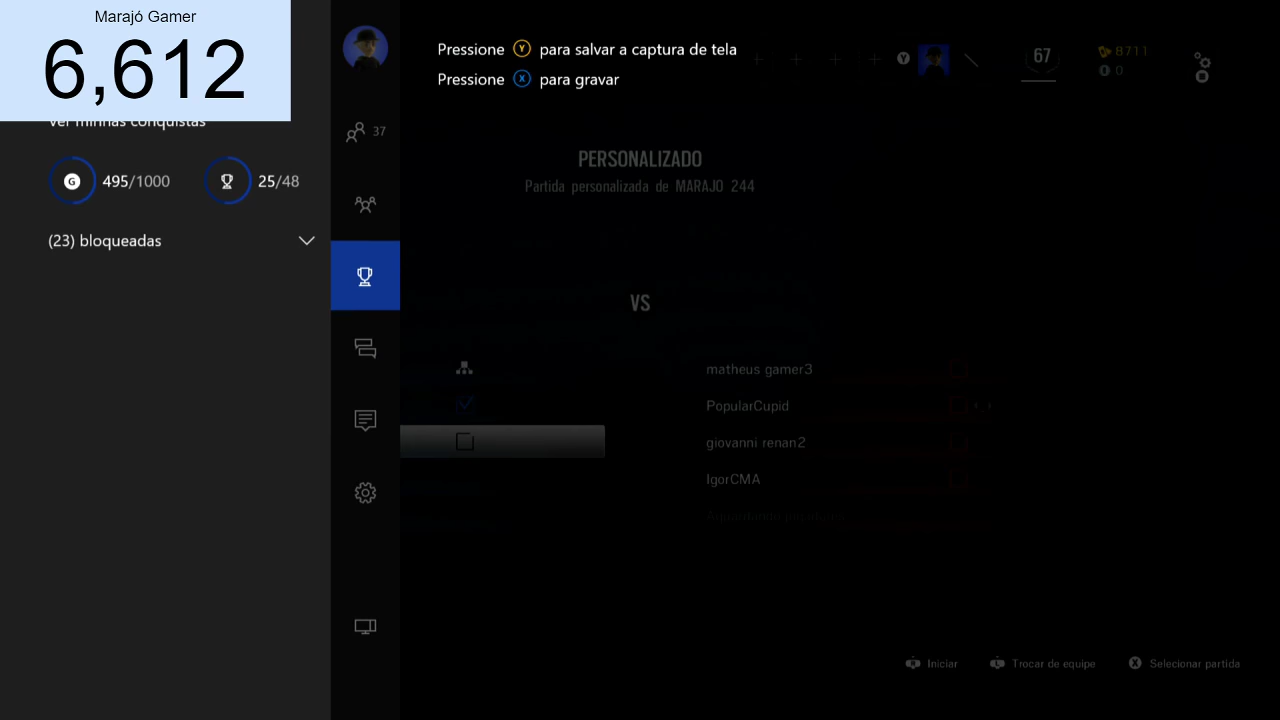 Marajó Gamer
6,612
Ver minhas conquistas
G 495/1000 25/48
(23) bloqueadas
37
Pressione Y para salvar a captura de tela
Pressione X para gravar
Y 67 8711
0
PERSONALIZADO
Partida personalizada de MARAJO 244
VS
matheus gamer3
PopularCupid
giovanni renan2
IgorCMA
Iniciar Trocar de equipe X Selecionar partida